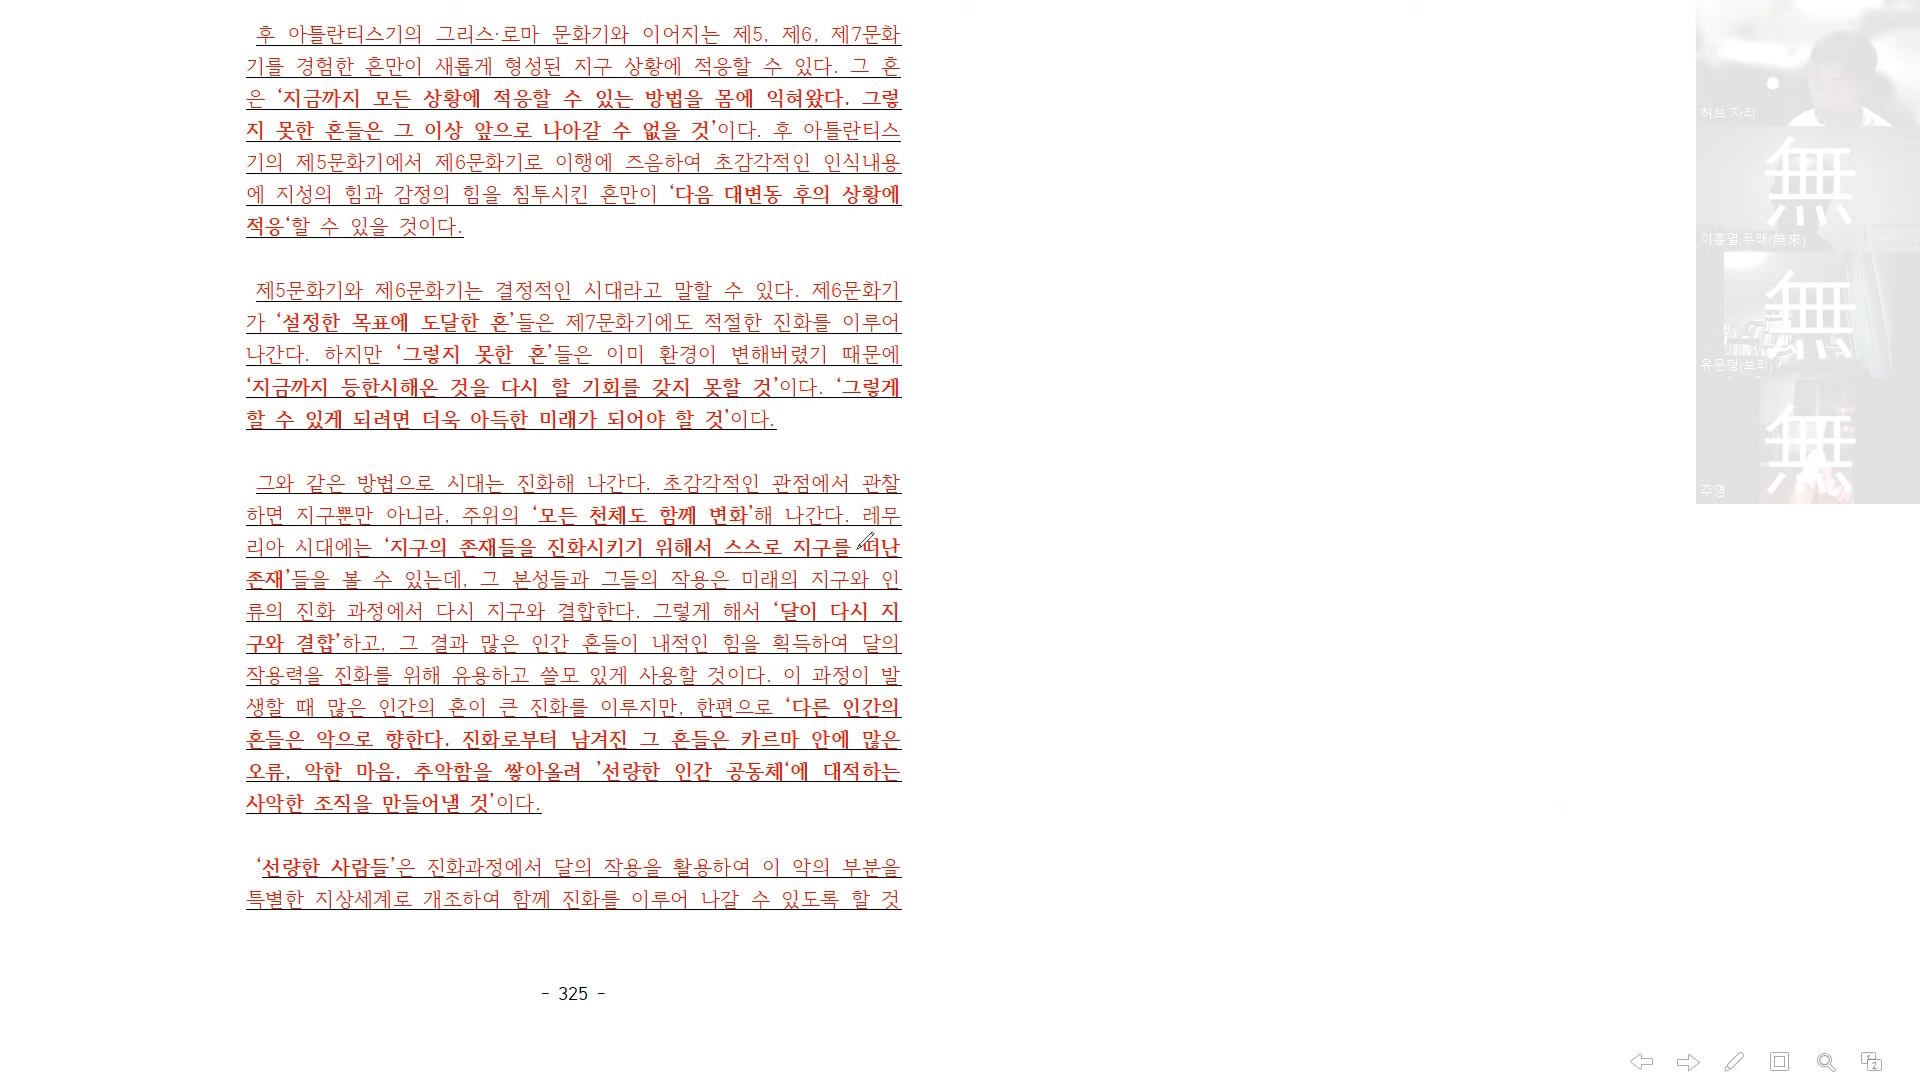 후 아틀란티스기의 그리스·로마 문화기와 이어지는 제5, 제6, 제7문화
기를 경험한 혼만이 새롭게 형성된 지구 상황에 적응할 수 있다. 그 혼
은 ‘지금까지 모든 상황에 적응할 수 있는 방법을 몸에 익혀왔다. 그렇
지 못한 혼들은 그 이상 앞으로 나아갈 수 없을 것’이다. 후 아틀란티스
기의 제5문화기에서 제6문화기로 이행에 즈음하여 초감각적인 인식내용
에 지성의 힘과 감정의 힘을 침투시킨 혼만이 ‘다음 대변동 후의 상황에
적응‘할 수 있을 것이다.
제5문화기와 제6문화기는 결정적인 시대라고 말할 수 있다. 제6문화기
가 ‘설정한 목표에 도달한 혼’들은 제7문화기에도 적절한 진화를 이루어
나간다. 하지만 ‘그렇지 못한 혼’들은 이미 환경이 변해버렸기 때문에
‘지금까지 등한시해온 것을 다시 할 기회를 갖지 못할 것’이다. ‘그렇게
할 수 있게 되려면 더욱 아득한 미래가 되어야 할 것’이다.
그와 같은 방법으로 시대는 진화해 나간다. 초감각적인 관점에서 관찰
하면 지구뿐만 아니라, 주위의 ‘모든 천체도 함께 변화’해 나간다. 레무
리아 시대에는 ‘지구의 존재들을 진화시키기 위해서 스스로 지구를 떠난
존재’들을 볼 수 있는데, 그 본성들과 그들의 작용은 미래의 지구와 인
류의 진화 과정에서 다시 지구와 결합한다. 그렇게 해서 ‘달이 다시 지
구와 결합’하고, 그 결과 많은 인간 혼들이 내적인 힘을 획득하여 달의
작용력을 진화를 위해 유용하고 쓸모 있게 사용할 것이다. 이 과정이 발
생할 때 많은 인간의 혼이 큰 진화를 이루지만, 한편으로 ‘다른 인간의
혼들은 악으로 향한다. 진화로부터 남겨진 그 혼들은 카르마 안에 많은
오류, 악한 마음, 추악함을 쌓아올려 ’선량한 인간 공동체‘에 대적하는
사악한 조직을 만들어낼 것’이다.
‘선량한 사람들’은 진화과정에서 달의 작용을 활용하여 이 악의 부분을
특별한 지상세계로 개조하여 함께 진화를 이루어 나갈 수 있도록 할 것
- 325 -
허브 자리
無
이홍열,무래(無來)
無
유문형(보리)
無
주영